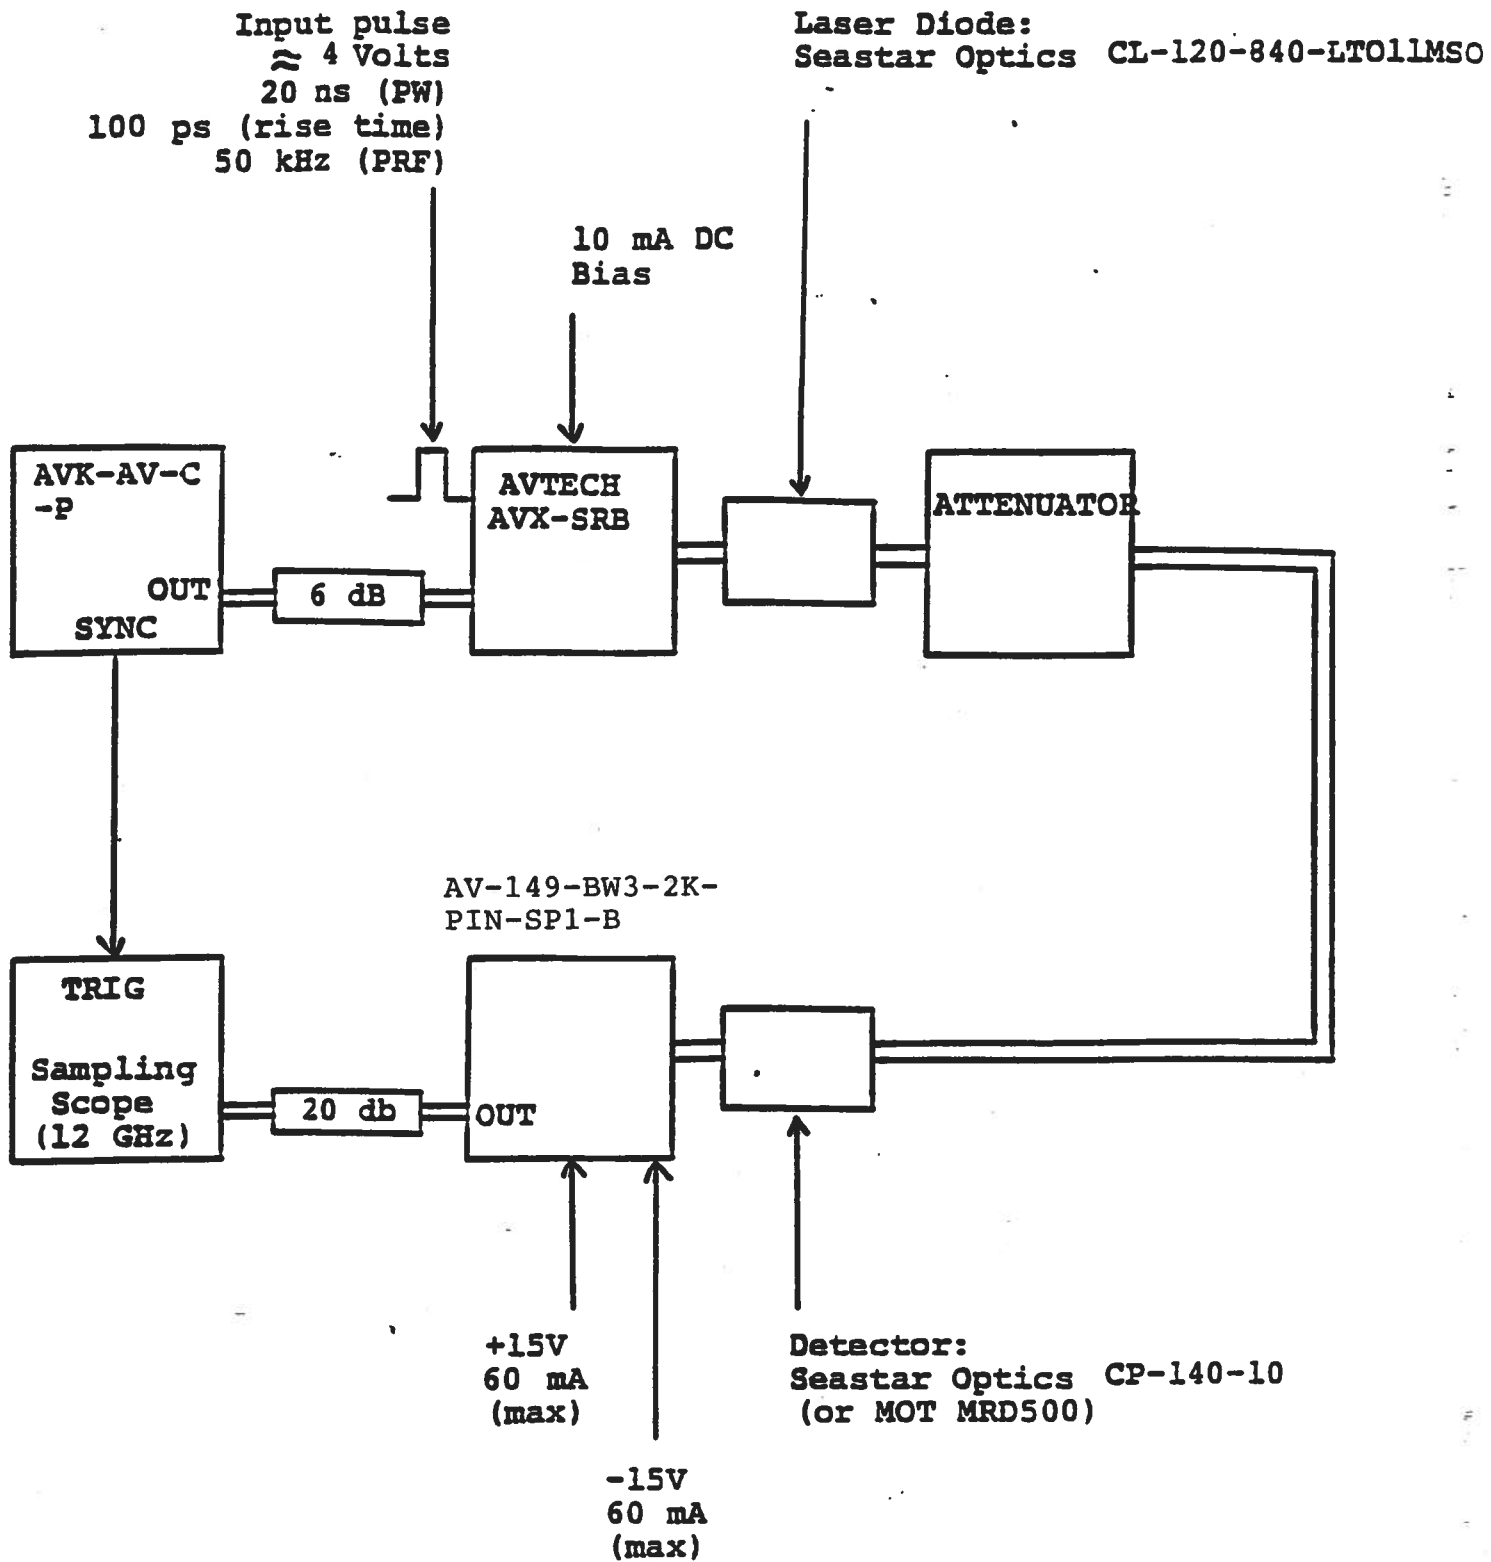 Input pulse
≈ 4 Volts
20 ns (PW)
100 ps (rise time)
50 kHz (PRF)
Laser Diode:
Seastar Optics CL-120-840-LT011MSO
10 mA DC
Bias
AVK-AV-C
-P
OUT
SYNC
6 dB
AVTECH
AVX-SRB
ATTENUATOR
AV-149-BW3-2K-
PIN-SP1-B
TRIG
Sampling
Scope
(12 GHz)
20 db
OUT
+15V
60 mA
(max)
-15V
60 mA
(max)
Detector:
Seastar Optics CP-140-10
(or MOT MRD500)